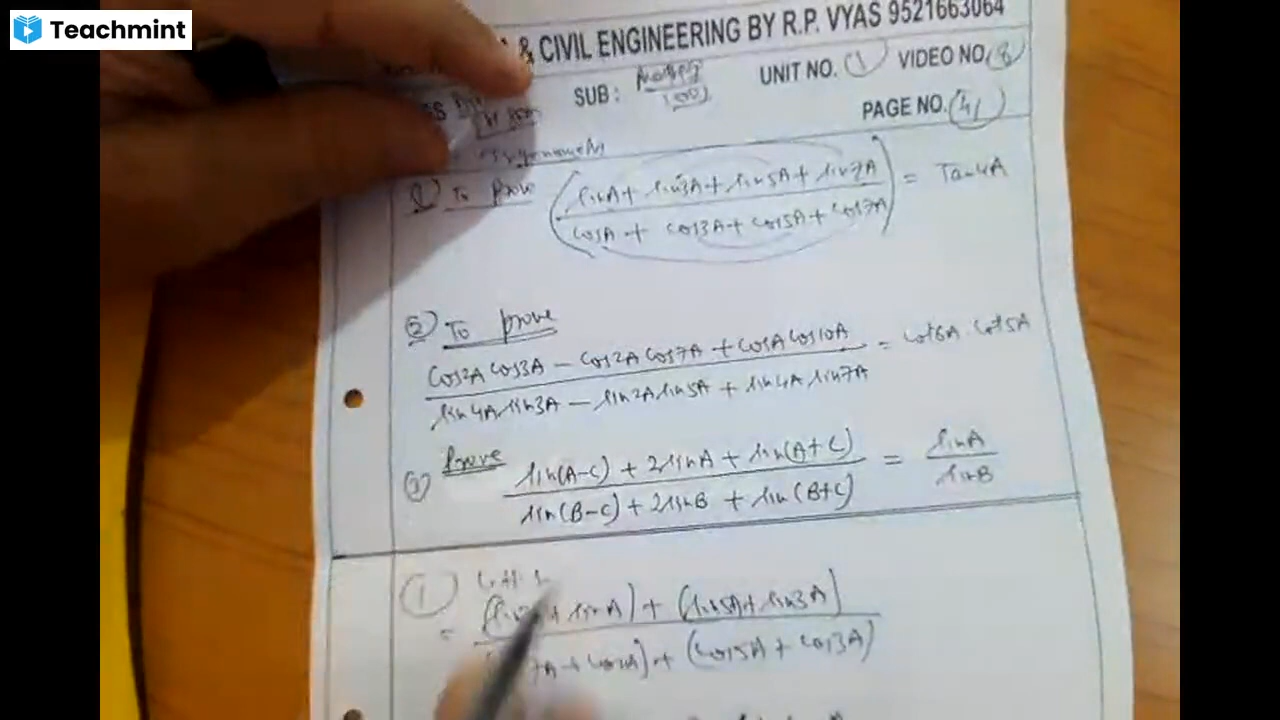 Teachmint
& CIVIL ENGINEERING BY R.P. VYAS 9521663064
SUB : UNIT NO. 1 VIDEO NO. 8
PAGE NO. 41
1 To prove (sinA + sin3A + sin5A + sin7A / cosA + cos3A + cos5A + cos7A) = Tan4A
2 To prove
cos2A cos3A - cos2A cos7A + cosA cos10A / sin4A sin3A - sin2A sin5A + sin4A sin7A = cot6A . cot5A
3 Prove sin(A-C) + 2sinA + sin(A+C) / sin(B-C) + 2sinB + sin(B+C) = sinA / sinB
1
= + sinA) + (sin5A + sin3A) / 7A + cosA) + (cos5A + cos3A)